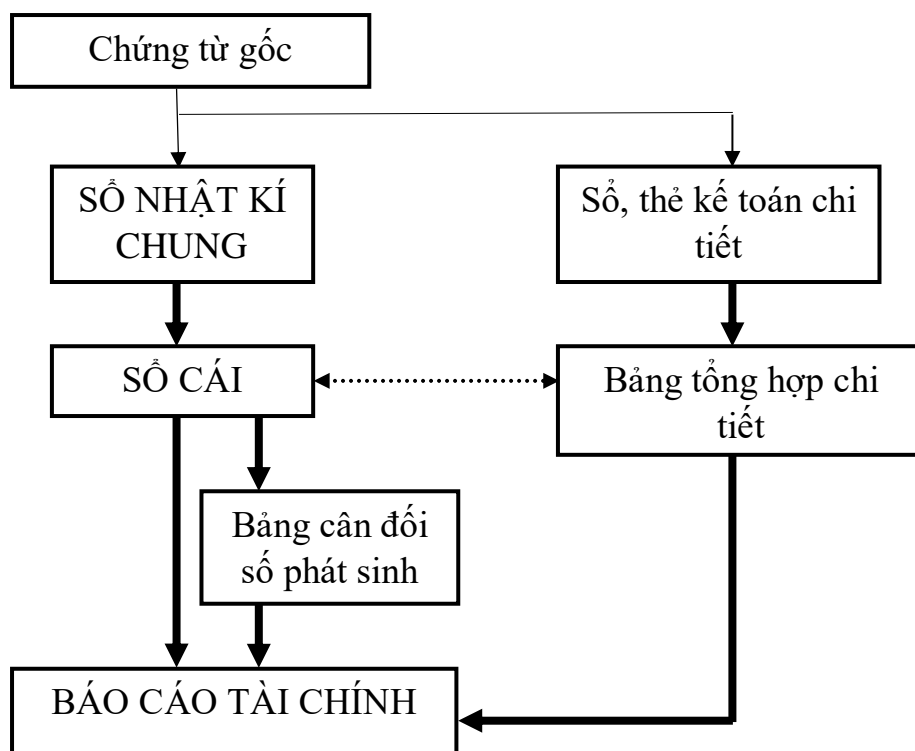 Chứng từ gốc
SỔ NHẬT KÍ
CHUNG
Sổ, thẻ kế toán chi
tiết
SỔ CÁI
Bảng tổng hợp chi
tiết
Bảng cân đối
số phát sinh
BÁO CÁO TÀI CHÍNH